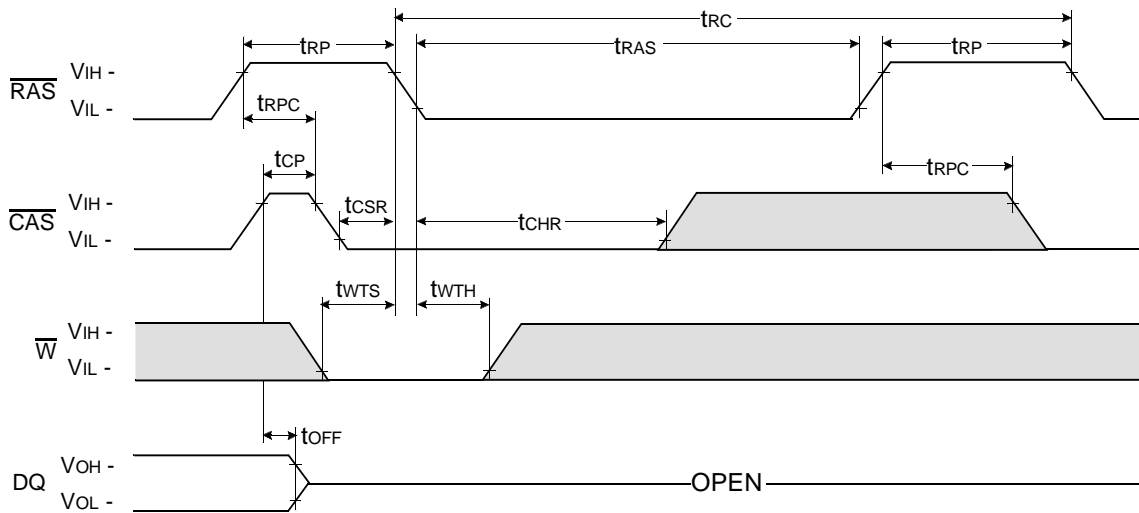 tRC
tRP
tRAS
tRP
RAS
VIH -
VIL -
tRPC
tCP
tRPC
CAS
VIH -
VIL -
tCSR
tCHR
tWTS
tWTH
W
VIH -
VIL -
tOFF
DQ
VOH -
VOL -
OPEN